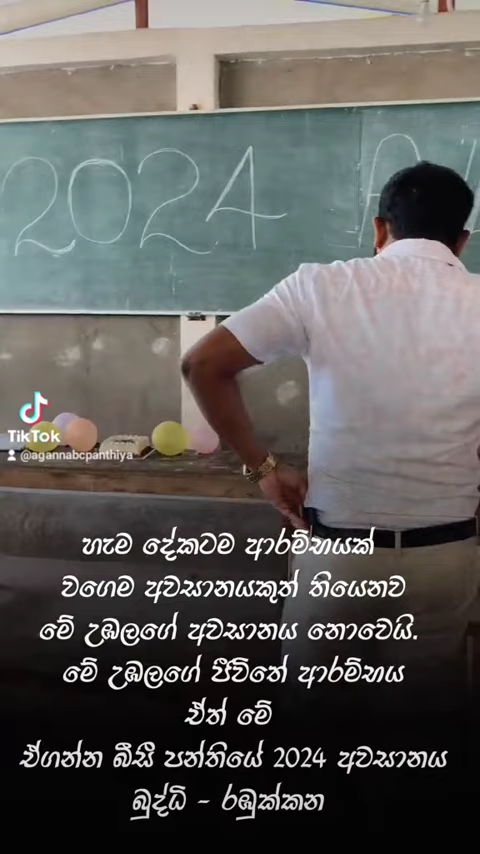 2024 A/L
TikTok
@agannabcpanthiya
හැම දේකටම ආරම්භයක්
වගෙම අවසානයකුත් තියෙනව
මේ උඹලගේ අවසානය නොවෙයි.
මේ උඹලගේ ජීවිතේ ආරම්භය
ඒත් මේ
ඒගන්න බීසී පන්තියේ 2024 අවසානය
බුද්ධි - රඹුක්කන